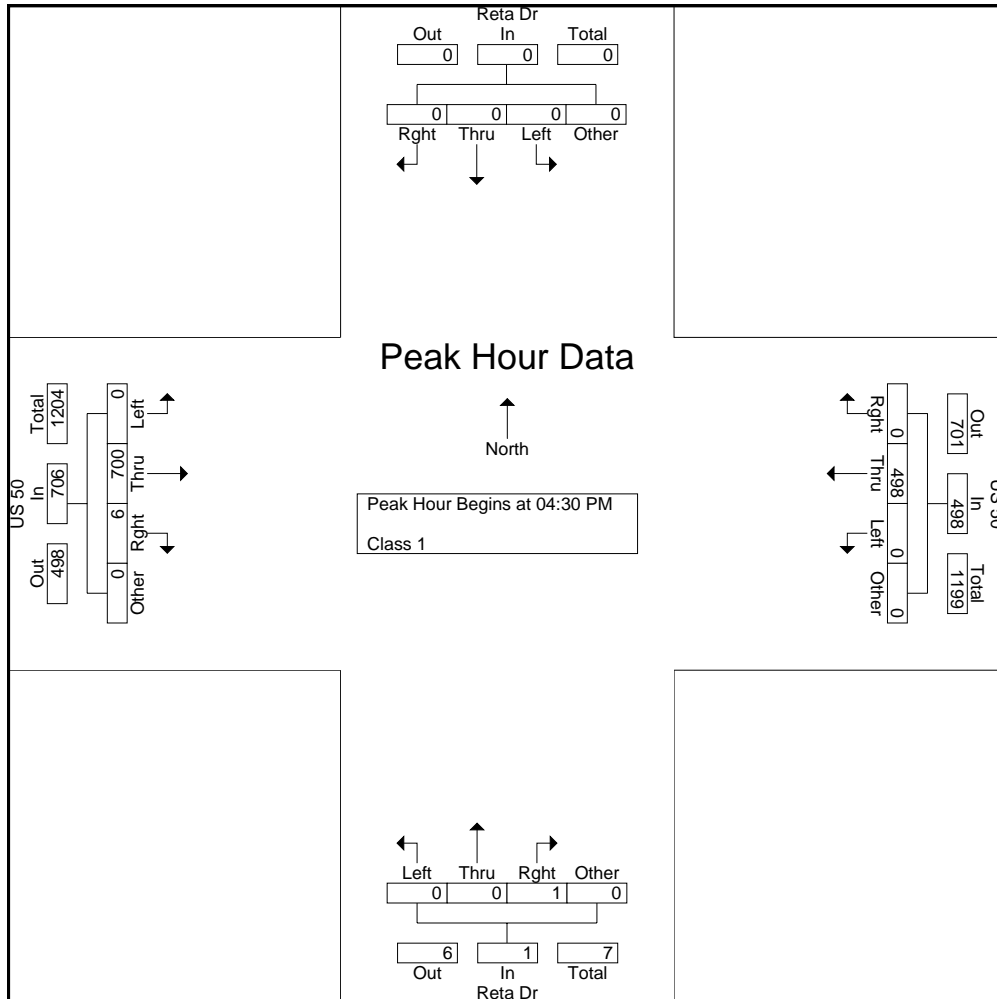 Reta Dr
Out In Total
0 0 0
0 0 0 0
Rght Thru Left Other
Peak Hour Data
North
Peak Hour Begins at 04:30 PM
Class 1
US 50
Total In Out
1204 706 498
0 700 6 0
Left Thru Rght Other
Rght Thru Left Other
0 498 0 0
701 498 1199
Out In Total
US 50
Left Thru Rght Other
0 0 1 0
6 1 7
Out In Total
Reta Dr